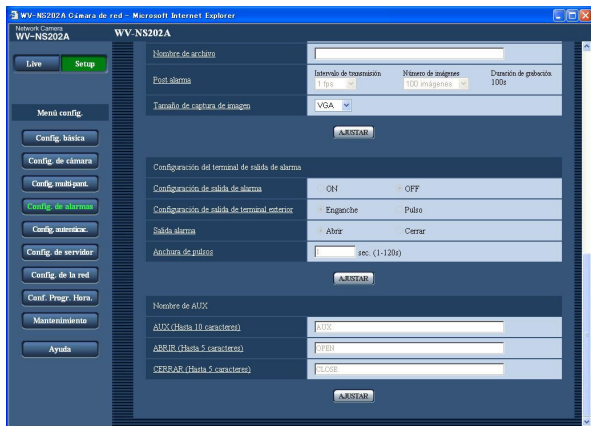 WV-NS202A Cámara de red - Microsoft Internet Explorer
Network Camera
WV-NS202A
WV-NS202A
Live
Setup
Menú config.
Config. básica
Config. de cámara
Config. multi-pant.
Config. de alarmas
Config. autenticac.
Config. de servidor
Config. de la red
Conf. Progr. Hora.
Mantenimiento
Ayuda
Nombre de archivo
Post alarma
Intervalo de transmisión
1 fps
Número de imágenes
100 imágenes
Duración de grabación
100s
Tamaño de captura de imagen
VGA
AJUSTAR
Configuración del terminal de salida de alarma
Configuración de salida de alarma
ON
OFF
Configuración de salida de terminal exterior
Enganche
Pulso
Salida alarma
Abrir
Cerrar
Anchura de pulsos
1 sec. (1-120s)
AJUSTAR
Nombre de AUX
AUX (Hasta 10 caracteres)
AUX
ABRIR (Hasta 5 caracteres)
OPEN
CERRAR (Hasta 5 caracteres)
CLOSE
AJUSTAR